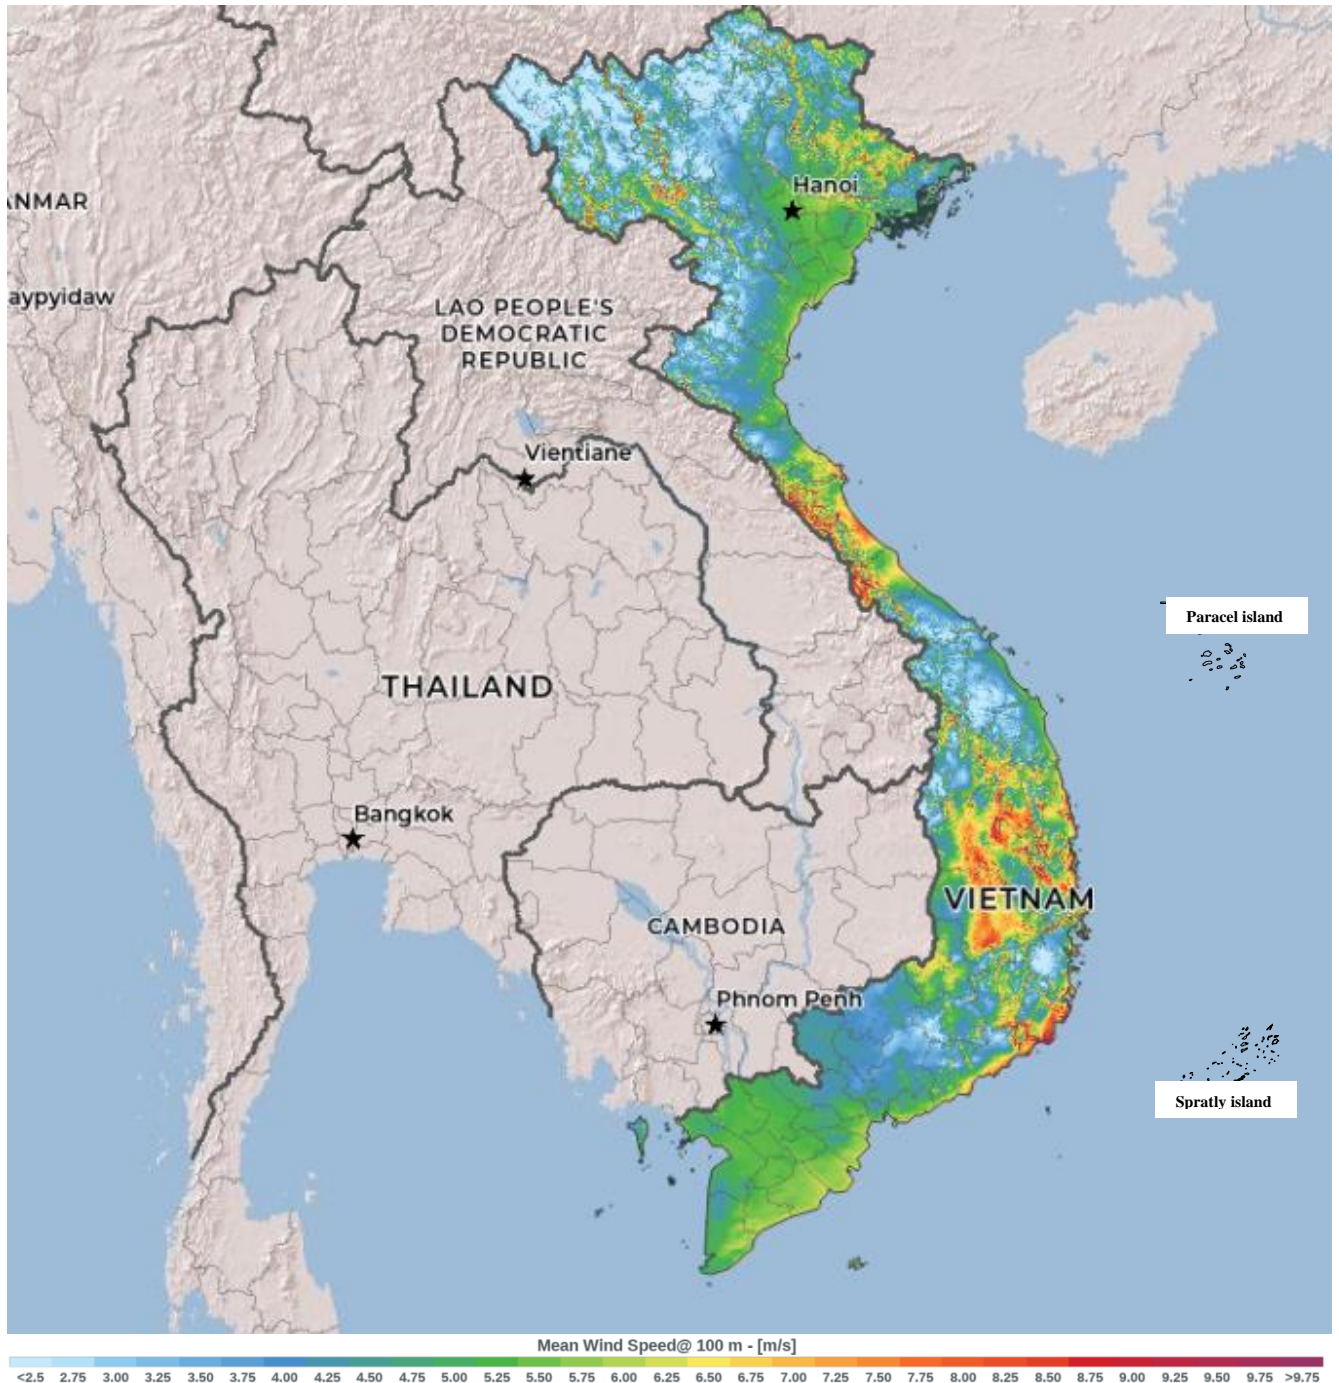 Hanoi
ANMAR
aypyidaw
LAO PEOPLE'S
DEMOCRATIC
REPUBLIC
Vientiane
Paracel island
THAILAND
Bangkok
VIETNAM
CAMBODIA
Phnom Penh
Spratly island
Mean Wind Speed@ 100 m - [m/s]
<2.5 2.75 3.00 3.25 3.50 3.75 4.00 4.25 4.50 4.75 5.00 5.25 5.50 5.75 6.00 6.25 6.50 6.75 7.00 7.25 7.50 7.75 8.00 8.25 8.50 8.75 9.00 9.25 9.50 9.75 >9.75